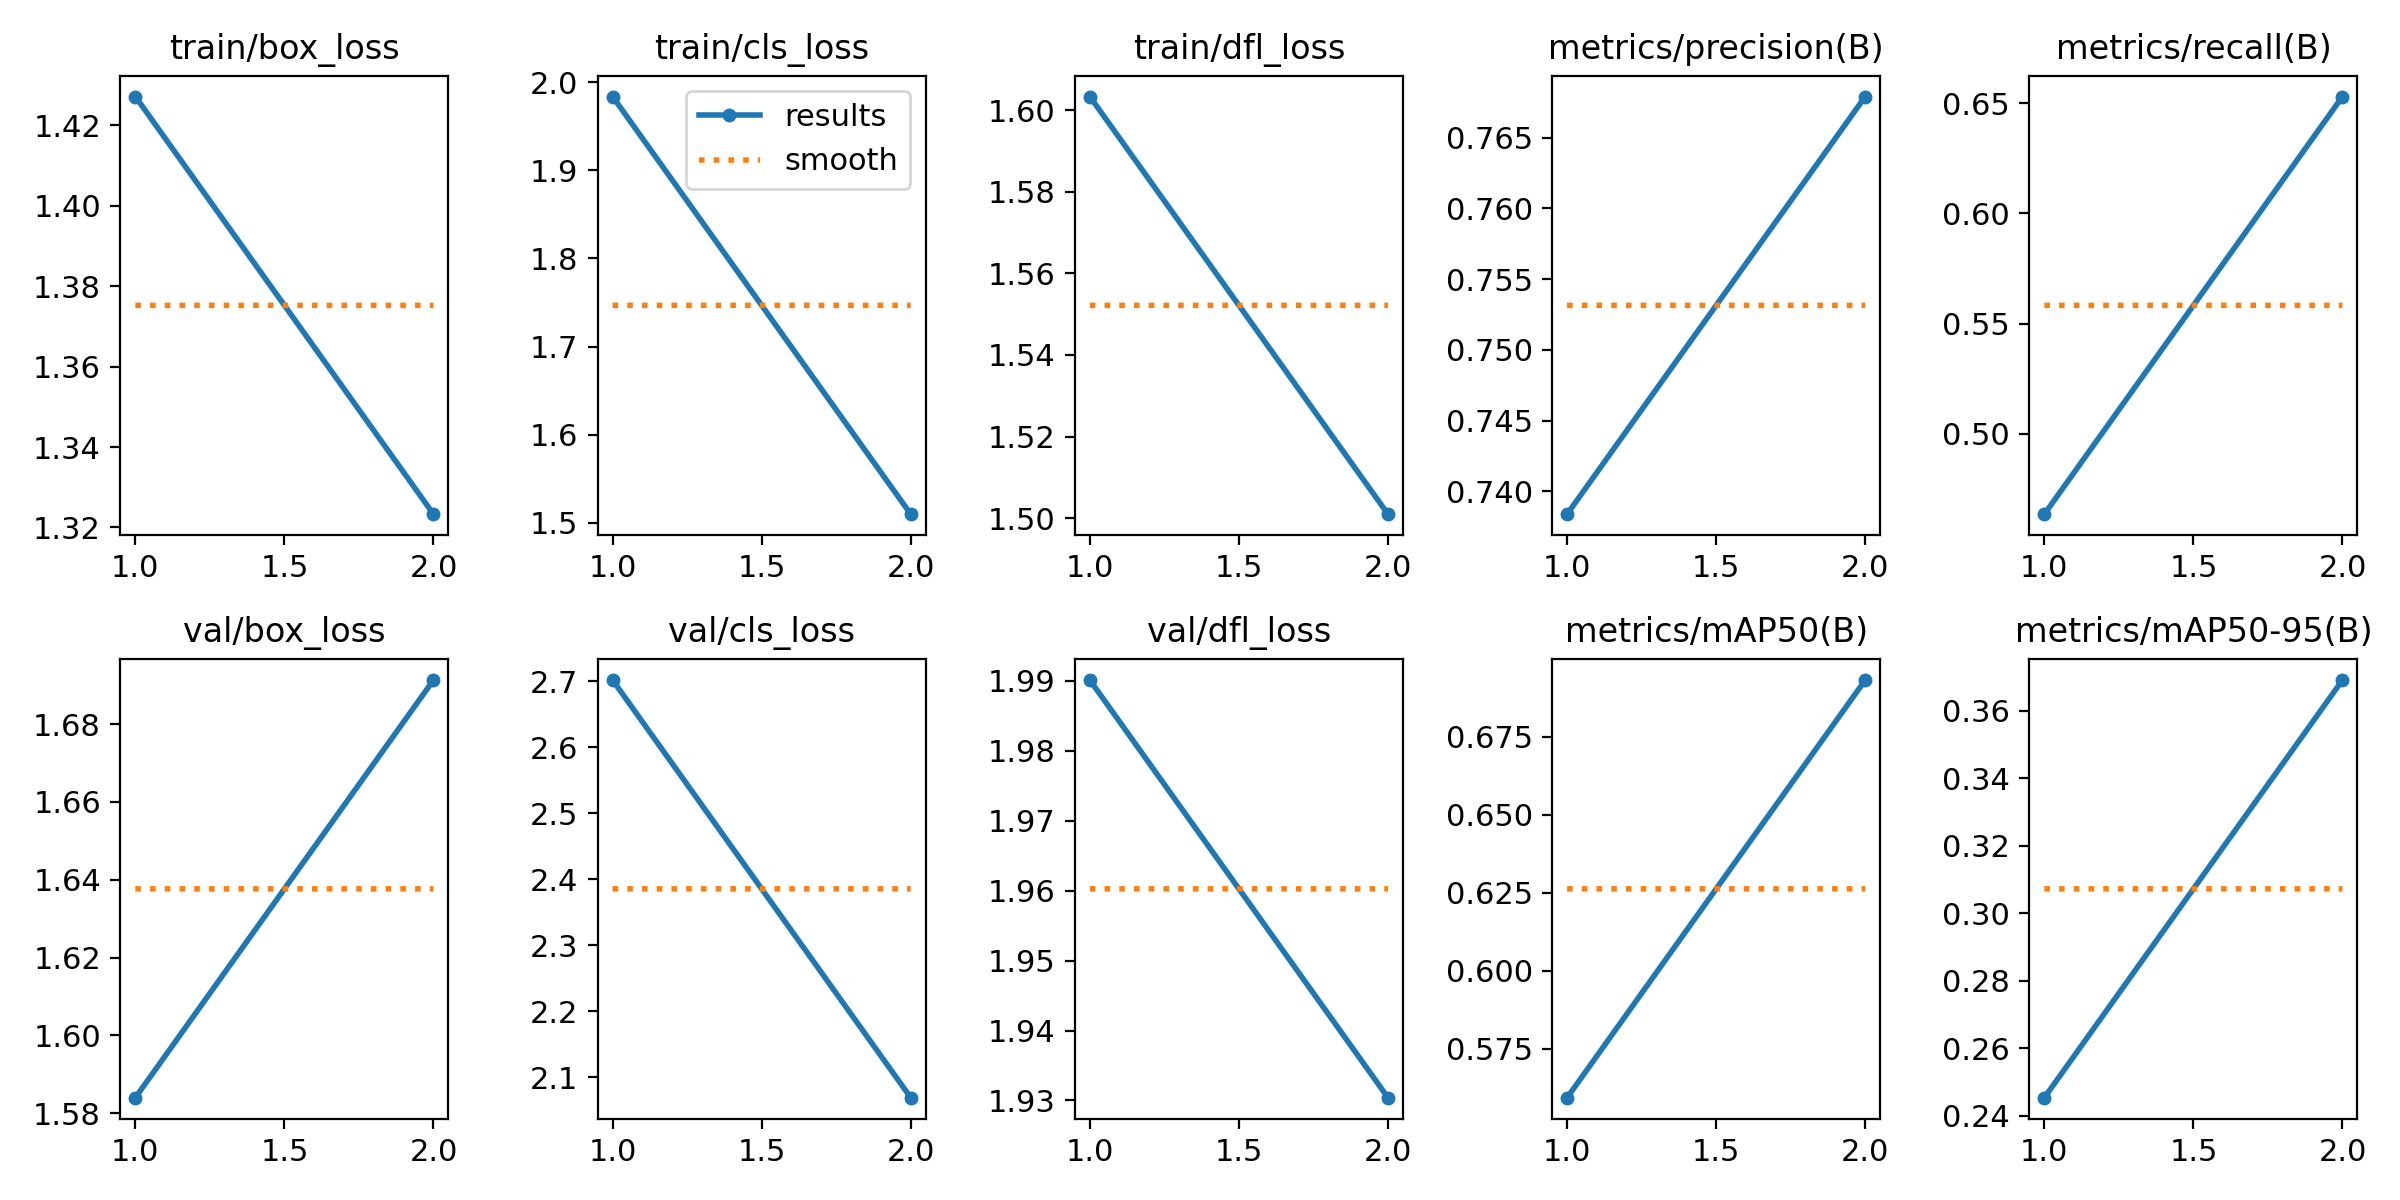 train/box_loss
1.42
1.40
1.38
1.36
1.34
1.32
1.0 1.5 2.0
train/cls_loss
2.0
1.9
1.8
1.7
1.6
1.5
results
smooth
1.0 1.5 2.0
train/dfl_loss
1.60
1.58
1.56
1.54
1.52
1.50
1.0 1.5 2.0
metrics/precision(B)
0.765
0.760
0.755
0.750
0.745
0.740
1.0 1.5 2.0
metrics/recall(B)
0.65
0.60
0.55
0.50
1.0 1.5 2.0
val/box_loss
1.68
1.66
1.64
1.62
1.60
1.58
1.0 1.5 2.0
val/cls_loss
2.7
2.6
2.5
2.4
2.3
2.2
2.1
1.0 1.5 2.0
val/dfl_loss
1.99
1.98
1.97
1.96
1.95
1.94
1.93
1.0 1.5 2.0
metrics/mAP50(B)
0.675
0.650
0.625
0.600
0.575
1.0 1.5 2.0
metrics/mAP50-95(B)
0.36
0.34
0.32
0.30
0.28
0.26
0.24
1.0 1.5 2.0